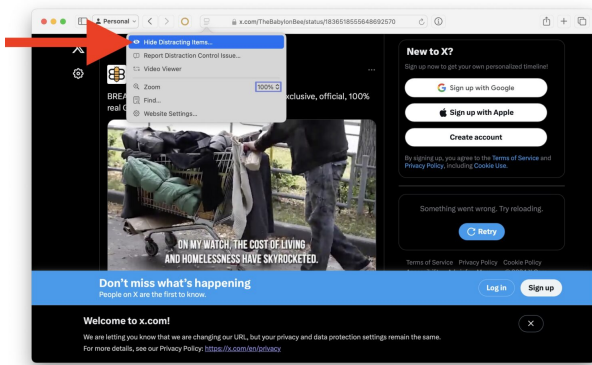 Personal
x.com/TheBabylonBee/status/1836518555648692570
Hide Distracting Items...
Report Distraction Control Issue...
Video Viewer
Zoom
100%
Find...
Website Settings...
BREA
xclusive, official, 100%
real
ON MY WATCH, THE COST OF LIVING
AND HOMELESSNESS HAVE SKYROCKETED.
New to X?
Sign up now to get your own personalized timeline!
Sign up with Google
Sign up with Apple
Create account
By signing up, you agree to the Terms of Service and
Privacy Policy, including Cookie Use.
Something went wrong. Try reloading.
Retry
Terms of Service Privacy Policy Cookie Policy
Don't miss what's happening
People on X are the first to know.
Log in
Sign up
Welcome to x.com!
We are letting you know that we are changing our URL, but your privacy and data protection settings remain the same.
For more details, see our Privacy Policy: https://x.com/en/privacy